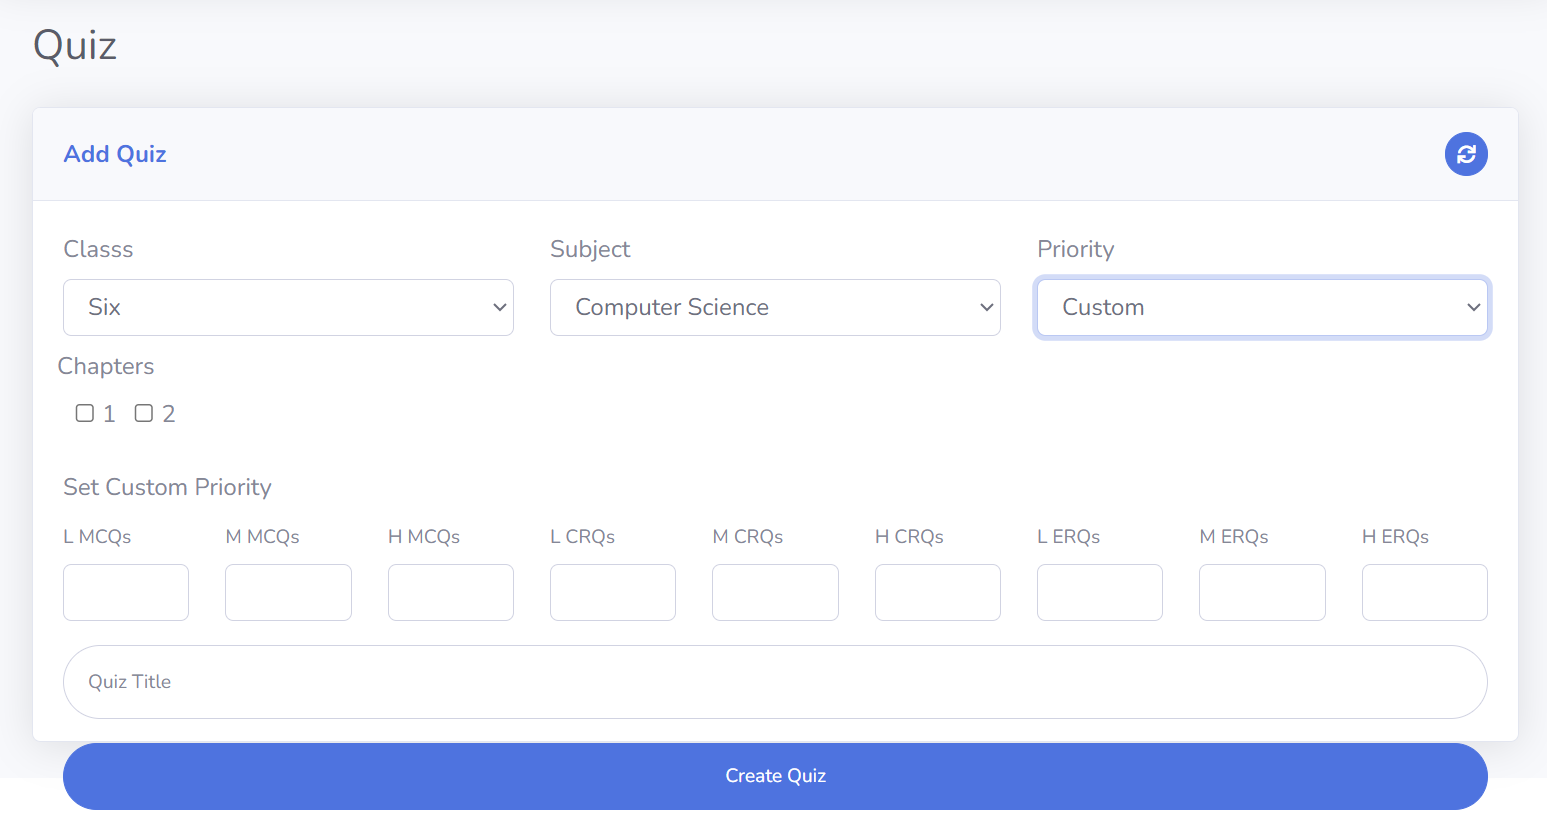 Quiz
Add Quiz
Classs Subject Priority
Six Computer Science Custom
Chapters
1 2
Set Custom Priority
L MCQs M MCQs H MCQs L CRQs M CRQs H CRQs L ERQs M ERQs H ERQs
Quiz Title
Create Quiz